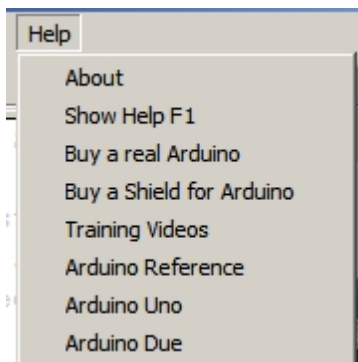 Help
About
Show Help F1
Buy a real Arduino
Buy a Shield for Arduino
Training Videos
Arduino Reference
Arduino Uno
Arduino Due